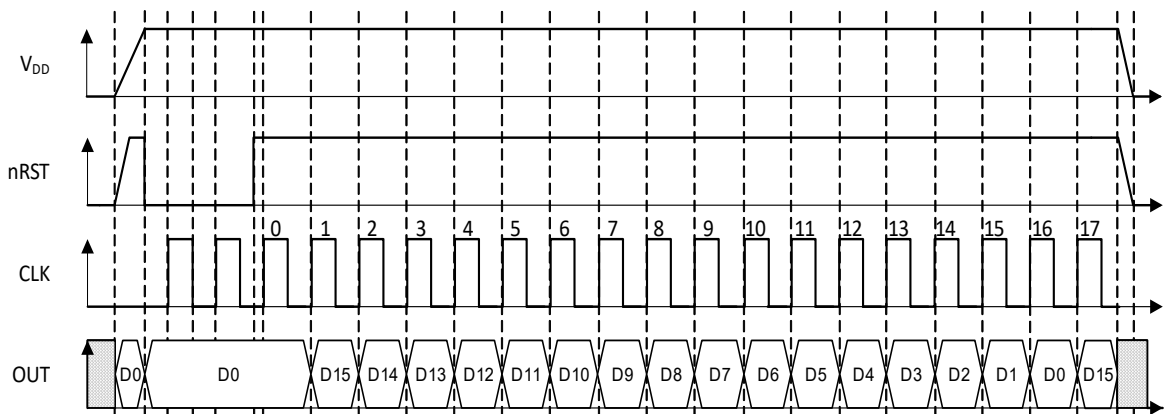 VDD
nRST
0 1 2 3 4 5 6 7 8 9 10 11 12 13 14 15 16 17
CLK
OUT D0 D0 D15 D14 D13 D12 D11 D10 D9 D8 D7 D6 D5 D4 D3 D2 D1 D0 D15